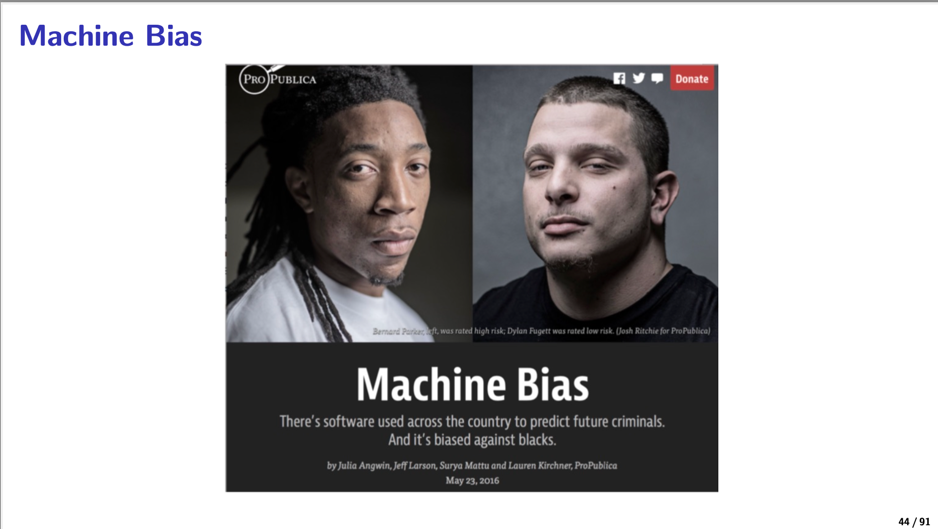 Machine Bias
PROPUBLICA
Donate
Bernard Parker, left, was rated high risk; Dylan Fugett was rated low risk. (Josh Ritchie for ProPublica)
Machine Bias
There's software used across the country to predict future criminals.
And it's biased against blacks.
by Julia Angwin, Jeff Larson, Surya Mattu and Lauren Kirchner, ProPublica
May 23, 2016
44 / 91